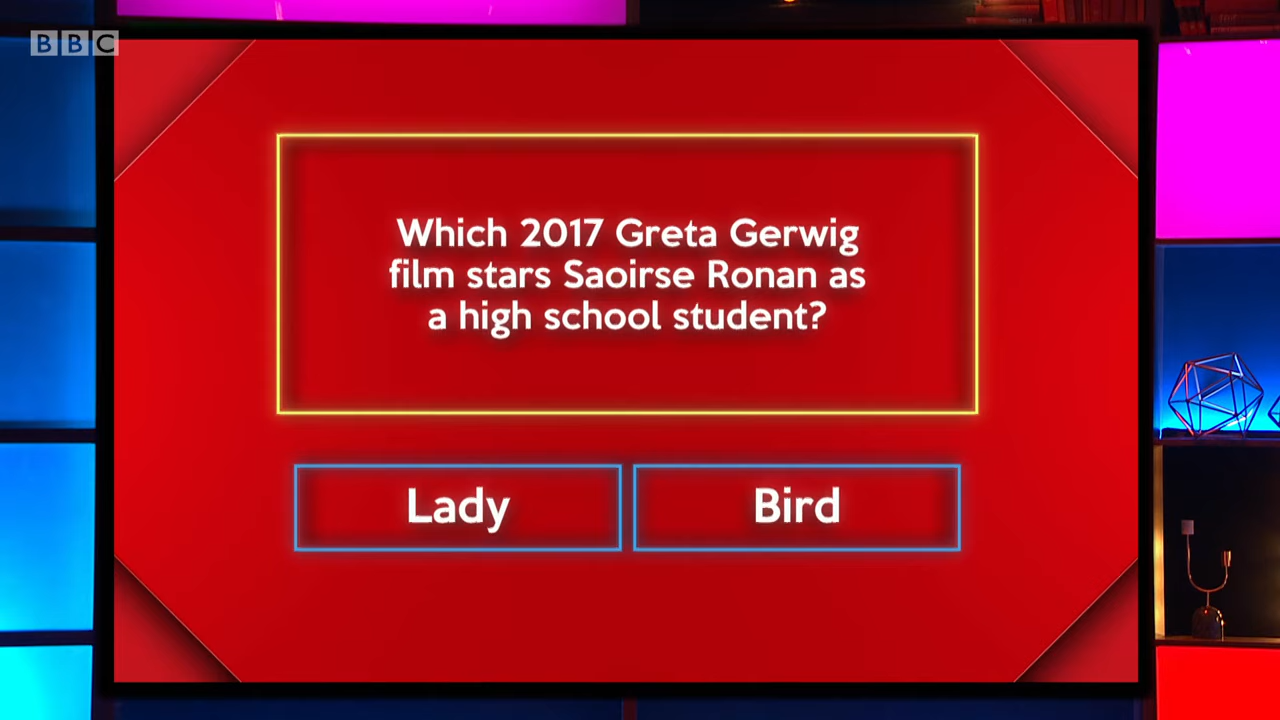 BBC
Which 2017 Greta Gerwig
film stars Saoirse Ronan as
a high school student?
Lady Bird